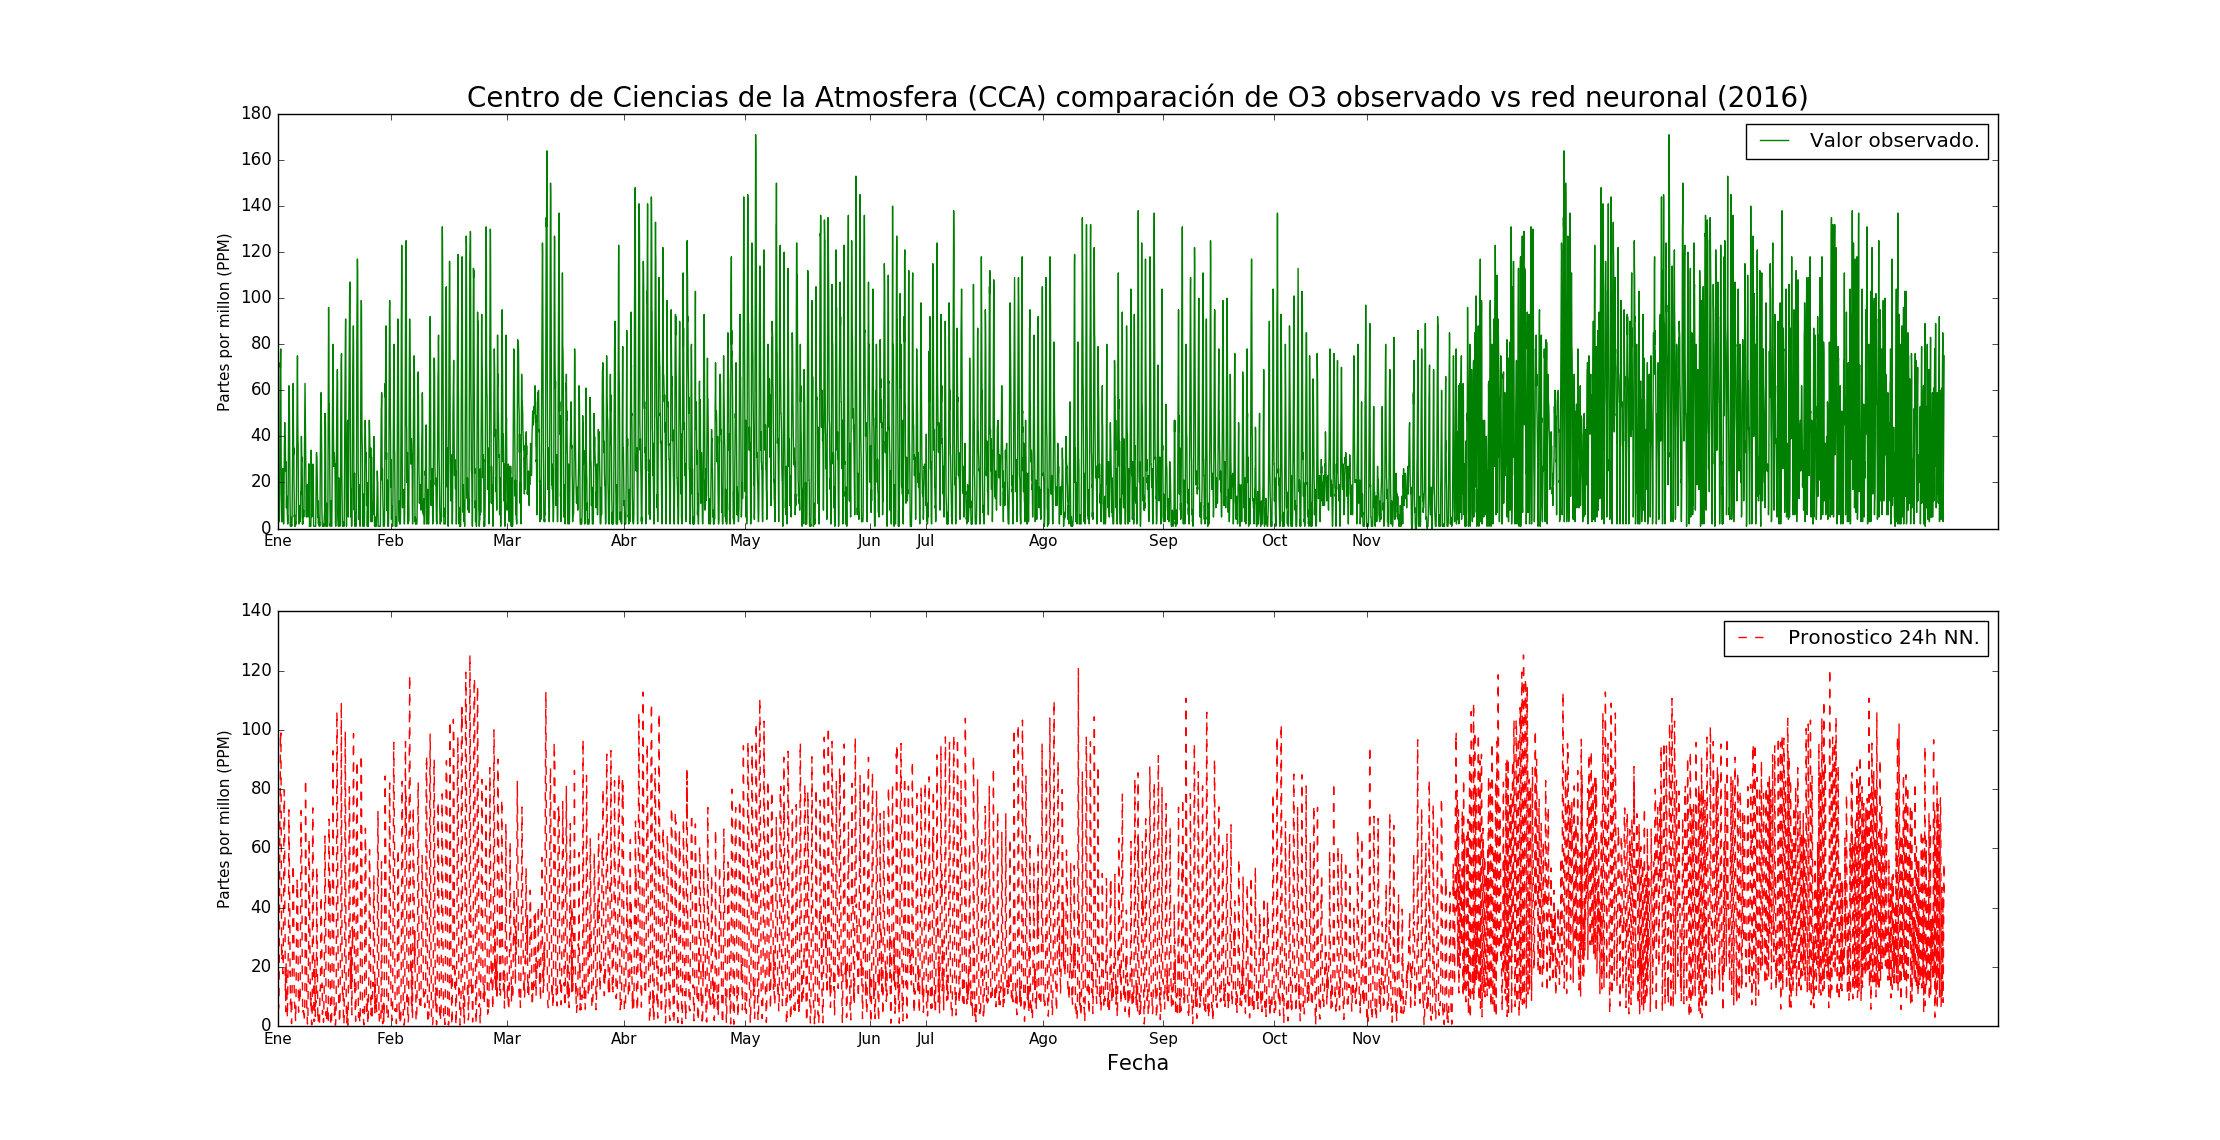 Centro de Ciencias de la Atmosfera (CCA) comparación de O3 observado vs red neuronal (2016)
180
160
140
120
100
80
60
40
20
0
Partes por millon (PPM)
Valor observado.
Ene Feb Mar Abr May Jun Jul Ago Sep Oct Nov
140
120
100
80
60
40
20
0
Partes por millon (PPM)
Pronostico 24h NN.
Ene Feb Mar Abr May Jun Jul Ago Sep Oct Nov
Fecha